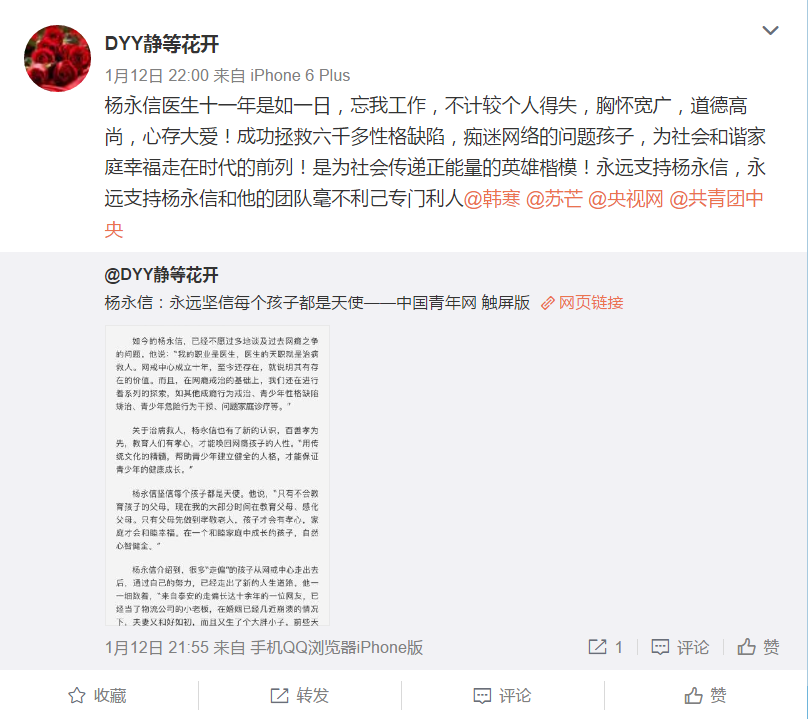 DYY静等花开
1月12日 22:00 来自 iPhone 6 Plus
杨永信医生十一年是如一日，忘我工作，不计较个人得失，胸怀宽广，道德高
尚，心存大爱！成功拯救六千多性格缺陷，痴迷网络的问题孩子，为社会和谐家
庭幸福走在时代的前列！是为社会传递正能量的英雄楷模！永远支持杨永信，永
远支持杨永信和他的团队毫不利己专门利人@韩寒 @苏芒 @央视网 @共青团中
央
@DYY静等花开
杨永信：永远坚信每个孩子都是天使——中国青年网 触屏版 网页链接
如今的杨永信，已经不愿过多地谈及过去网瘾之争
的问题。他说：“我的职业是医生，医生的天职就是治病
救人。网戒中心成立十年，至今还存在，就说明其有存
在的价值。而且，在网瘾戒治的基础上，我们还在进行
着系列的探索，如其他成瘾行为戒治、青少年性格缺陷
矫治、青少年危险行为干预、问题家庭诊疗等。”
关于治病救人，杨永信也有了新的认识，百善孝为
先，教育人们有孝心，才能唤回网瘾孩子的人性。“用传
统文化的精髓，帮助青少年建立健全的人格，才能保证
青少年的健康成长。”
杨永信坚信每个孩子都是天使。他说，“只有不会教
育孩子的父母。现在我的大部分时间在教育父母、感化
父母。只有父母先做到孝敬老人，孩子才会有孝心，家
庭才会和睦幸福。在一个和睦家庭中成长的孩子，自然
心智健全。”
杨永信介绍到，很多“走偏”的孩子从网戒中心走出去
后，通过自己的努力，已经走出了新的人生道路。他一
一细数着，“来自泰安的走偏长达十余年的一位网友，已
经当了物流公司的小老板，在婚姻已经几近崩溃的情况
下，夫妻又和好如初，而且又生了个大胖小子。前些天
1月12日 21:55 来自 手机QQ浏览器iPhone版
1 评论 赞
收藏 转发 评论 赞